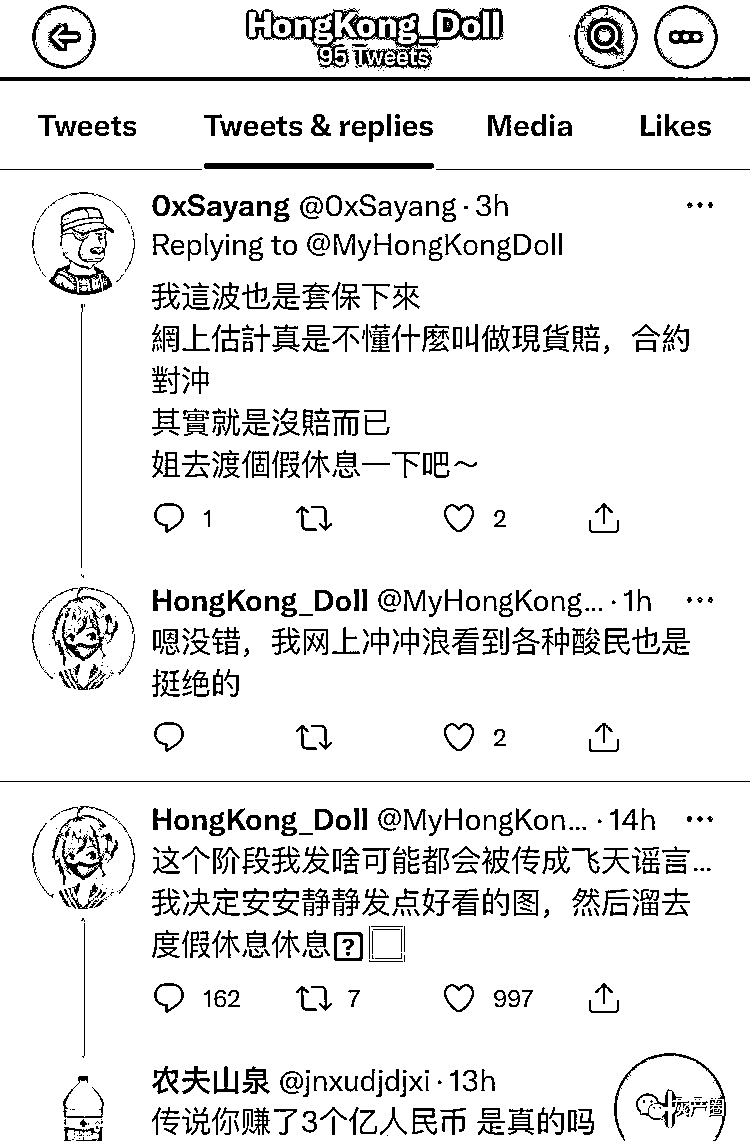 HongKong_Doll
95 Tweets
Tweets
Tweets & replies
Media
Likes
0xSayang @0xSayang · 3h
Replying to @MyHongKongDoll
我這波也是套保下來
網上估計真是不懂什麼叫做現貨賠，合約
對沖
其實就是沒賠而已
姐去渡個假休息一下吧～
1
2
HongKong_Doll @MyHongKong... · 1h
嗯没错，我网上冲冲浪看到各种酸民也是
挺绝的
2
HongKong_Doll @MyHongKon... · 14h
这个阶段我发啥可能都会被传成飞天谣言...
我决定安安静静发点好看的图，然后溜去
度假休息休息
162
7
997
农夫山泉 @jnxudjdjxi · 13h
传说你赚了3个亿人民币 是真的吗
灰产圈